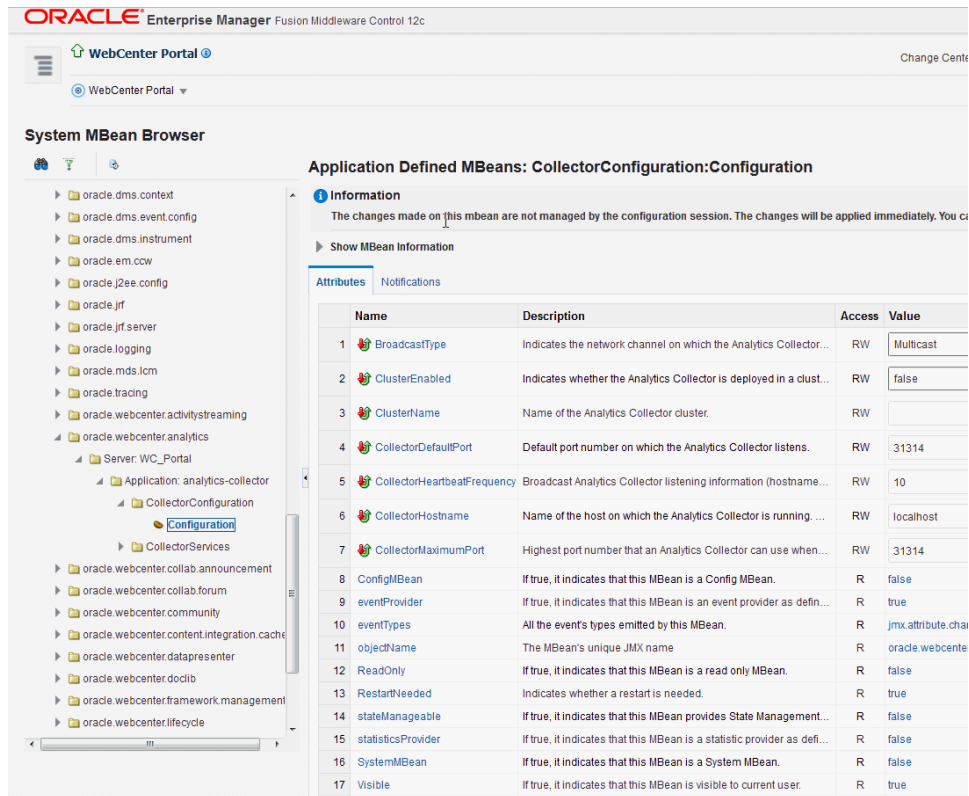 ORACLE Enterprise Manager Fusion Middleware Control 12c
WebCenter Portal
Change Cente
WebCenter Portal
System MBean Browser
oracle.dms.context
oracle.dms.event.config
oracle.dms.instrument
oracle.em.ccw
oracle.j2ee.config
oracle.jrf
oracle.jrf.server
oracle.logging
oracle.mds.lcm
oracle.tracing
oracle.webcenter.activitystreaming
oracle.webcenter.analytics
Server: WC_Portal
Application: analytics-collector
CollectorConfiguration
Configuration
CollectorServices
oracle.webcenter.collab.announcement
oracle.webcenter.collab.forum
oracle.webcenter.community
oracle.webcenter.content.integration.cache
oracle.webcenter.datapresenter
oracle.webcenter.doclib
oracle.webcenter.framework.management
oracle.webcenter.lifecycle
Application Defined MBeans: CollectorConfiguration:Configuration
Information
The changes made on this mbean are not managed by the configuration session. The changes will be applied immediately. You ca
Show MBean Information
Attributes Notifications
Name Description Access Value
1 BroadcastType Indicates the network channel on which the Analytics Collector... RW Multicast
2 ClusterEnabled Indicates whether the Analytics Collector is deployed in a clust... RW false
3 ClusterName Name of the Analytics Collector cluster. RW
4 CollectorDefaultPort Default port number on which the Analytics Collector listens. RW 31314
5 CollectorHeartbeatFrequency Broadcast Analytics Collector listening information (hostname... RW 10
6 CollectorHostname Name of the host on which the Analytics Collector is running. ... RW localhost
7 CollectorMaximumPort Highest port number that an Analytics Collector can use when... RW 31314
8 ConfigMBean If true, it indicates that this MBean is a Config MBean. R false
9 eventProvider If true, it indicates that this MBean is an event provider as defin... R true
10 eventTypes All the event's types emitted by this MBean. R jmx.attribute.char
11 objectName The MBean's unique JMX name R oracle.webcenter
12 ReadOnly If true, it indicates that this MBean is a read only MBean. R false
13 RestartNeeded Indicates whether a restart is needed. R true
14 stateManageable If true, it indicates that this MBean provides State Management... R false
15 statisticsProvider If true, it indicates that this MBean is a statistic provider as defi... R false
16 SystemMBean If true, it indicates that this MBean is a System MBean. R false
17 Visible If true, it indicates that this MBean is visible to current user. R true